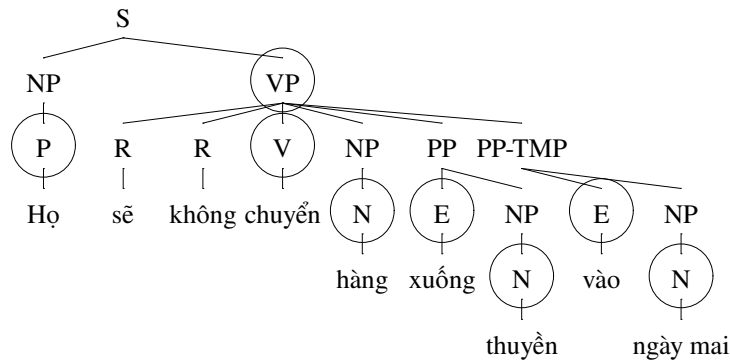 S
NP VP
P R R V NP PP PP-TMP
Họ sẽ không chuyển N E NP E NP
hàng xuống N vào N
thuyền ngày mai